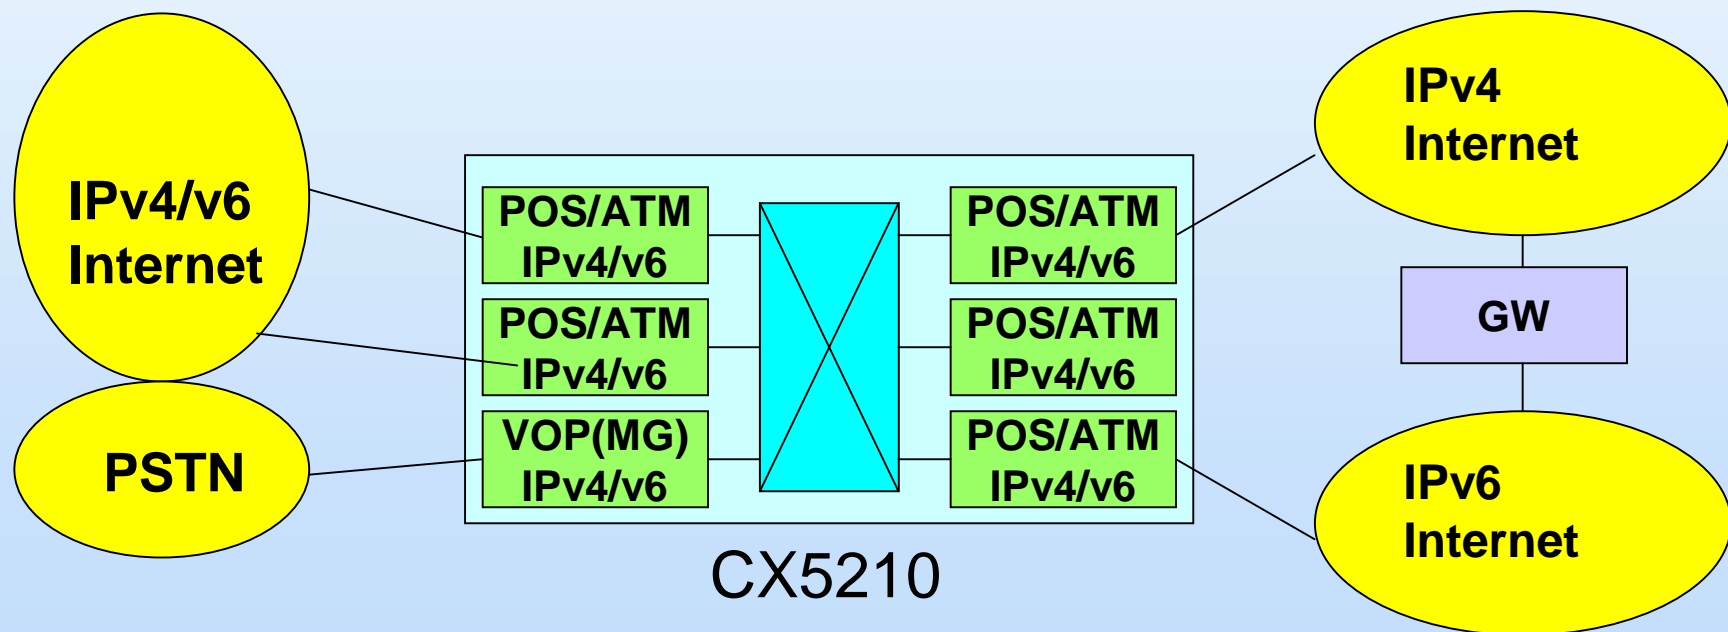 IPv4/v6
Internet
PSTN
POS/ATM
IPv4/v6
POS/ATM
IPv4/v6
VOP(MG)
IPv4/v6
POS/ATM
IPv4/v6
POS/ATM
IPv4/v6
POS/ATM
IPv4/v6
CX5210
IPv4
Internet
GW
IPv6
Internet